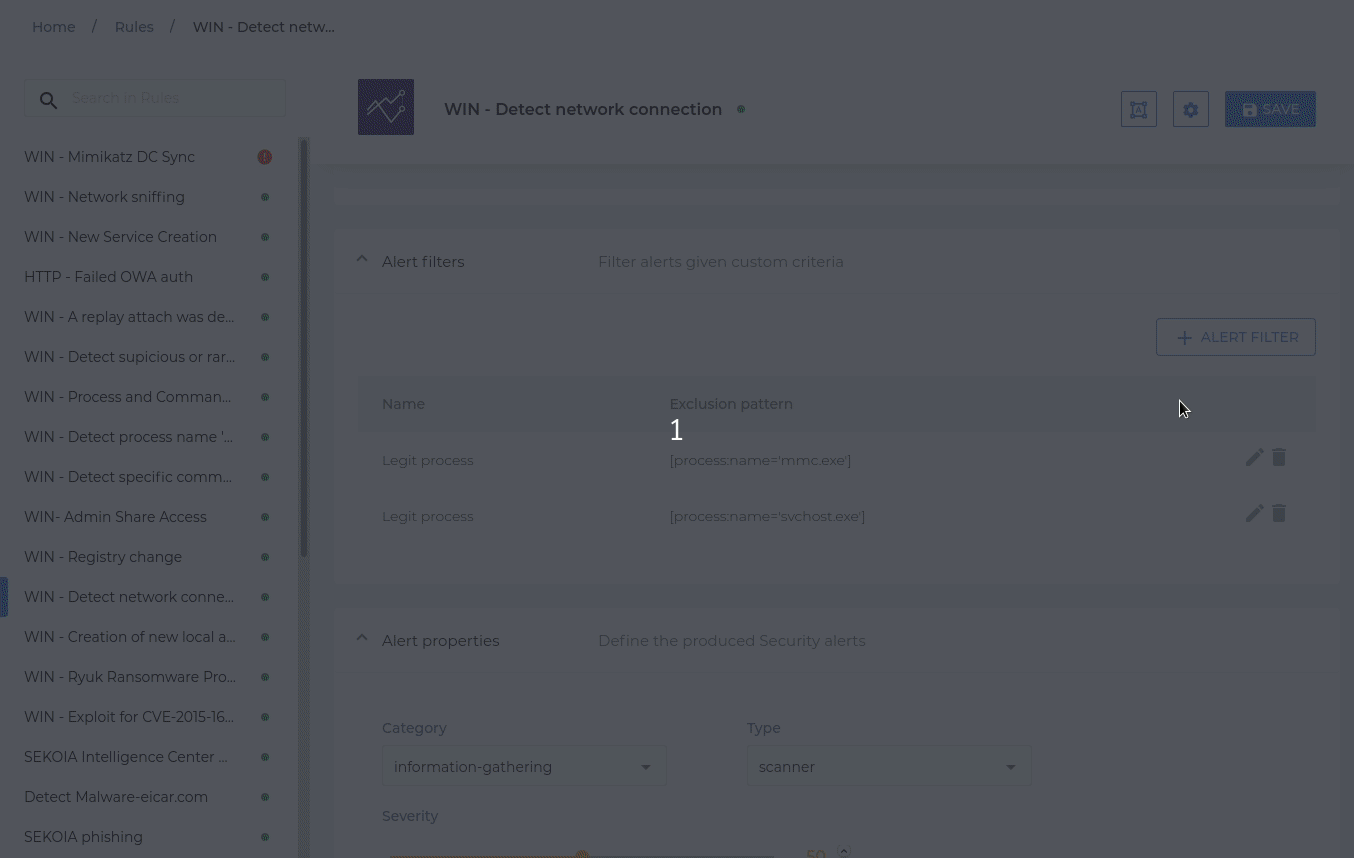 Home / Rules / WIN - Detect netw...
Search in Rules
WIN - Detect network connection
SAVE
WIN - Mimikatz DC Sync
WIN - Network sniffing
WIN - New Service Creation
HTTP - Failed OWA auth
WIN - A replay attach was de...
WIN - Detect supicious or rar...
WIN - Process and Comman...
WIN - Detect process name '...
WIN - Detect specific comm...
WIN- Admin Share Access
WIN - Registry change
WIN - Detect network conne...
WIN - Creation of new local a...
WIN - Ryuk Ransomware Pro...
WIN - Exploit for CVE-2015-16...
SEKOIA Intelligence Center ...
Detect Malware-eicar.com
SEKOIA phishing
Alert filters Filter alerts given custom criteria
+ ALERT FILTER
Name Exclusion pattern
1
Legit process [process:name='mmc.exe']
Legit process [process:name='svchost.exe']
Alert properties Define the produced Security alerts
Category Type
information-gathering scanner
Severity
50